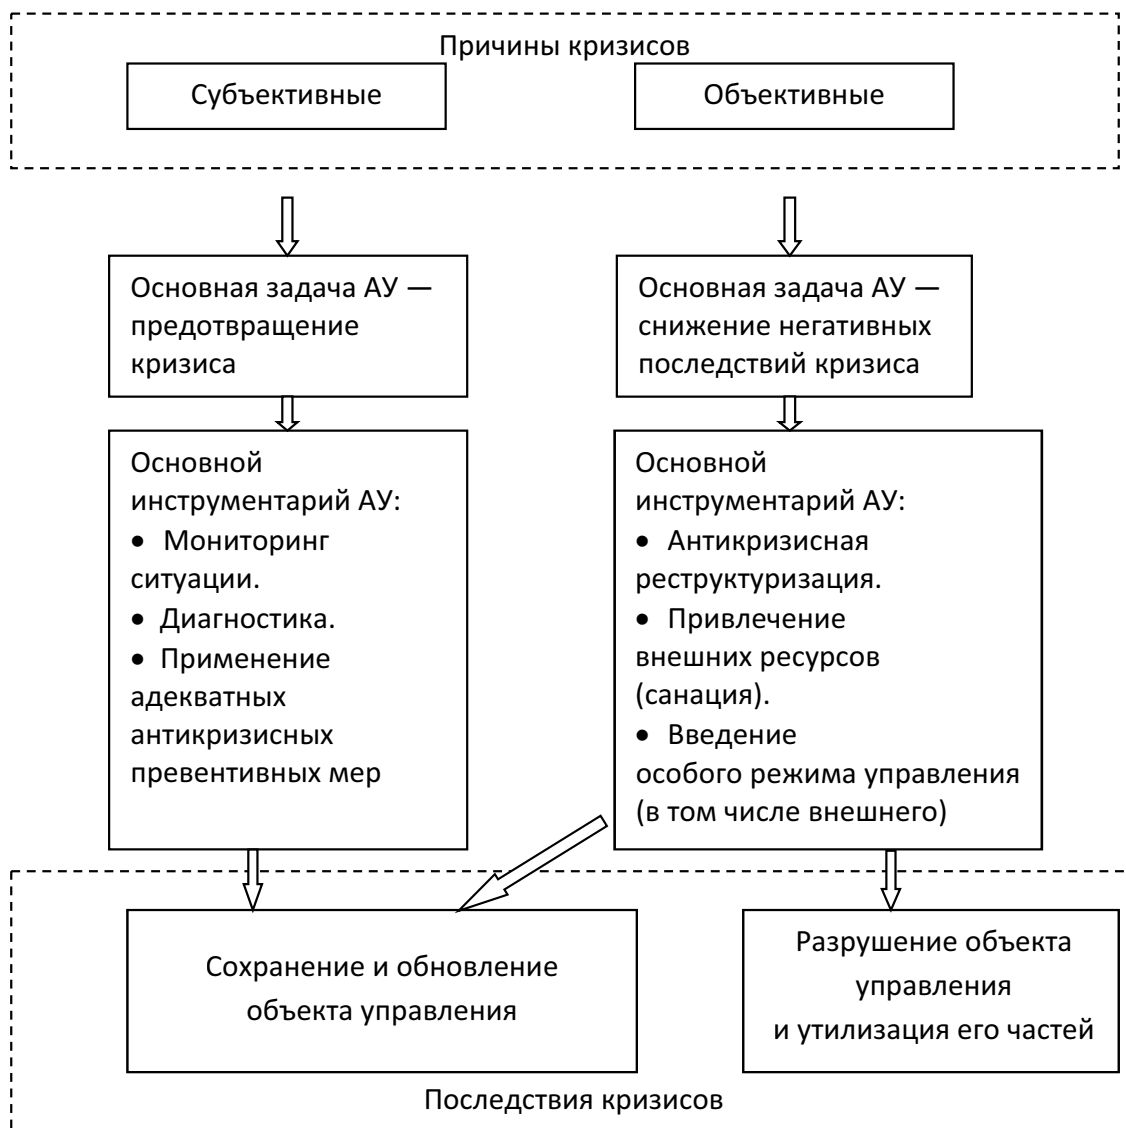 Причины кризисов
Субъективные
Объективные
Основная задача АУ —
предотвращение
кризиса
Основная задача АУ —
снижение негативных
последствий кризиса
Основной
инструментарий АУ:
• Мониторинг
ситуации.
• Диагностика.
• Применение
адекватных
антикризисных
превентивных мер
Основной
инструментарий АУ:
• Антикризисная
реструктуризация.
• Привлечение
внешних ресурсов
(санация).
• Введение
особого режима управления
(в том числе внешнего)
Сохранение и обновление
объекта управления
Разрушение объекта
управления
и утилизация его частей
Последствия кризисов